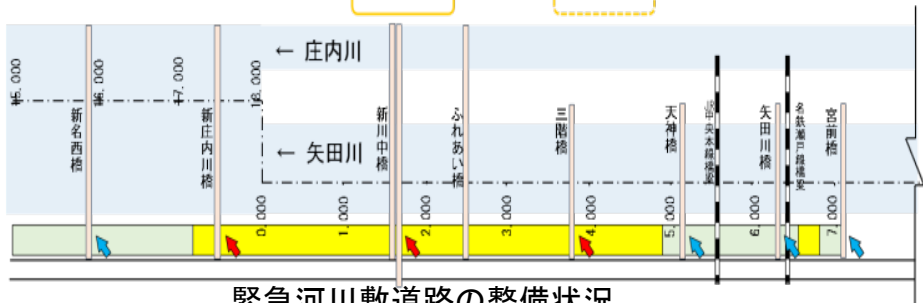 ← 庄内川
15.000
16.000
17.000
18.000
新名西橋
新庄内川橋
新川中橋
ふれあい橋
三階橋
天神橋
JR中央本線橋梁
矢田川橋
名鉄瀬戸線橋梁
宮前橋
← 矢田川
0.000
1.000
2.000
3.000
4.000
5.000
6.000
7.000
緊急河川敷道路の整備状況